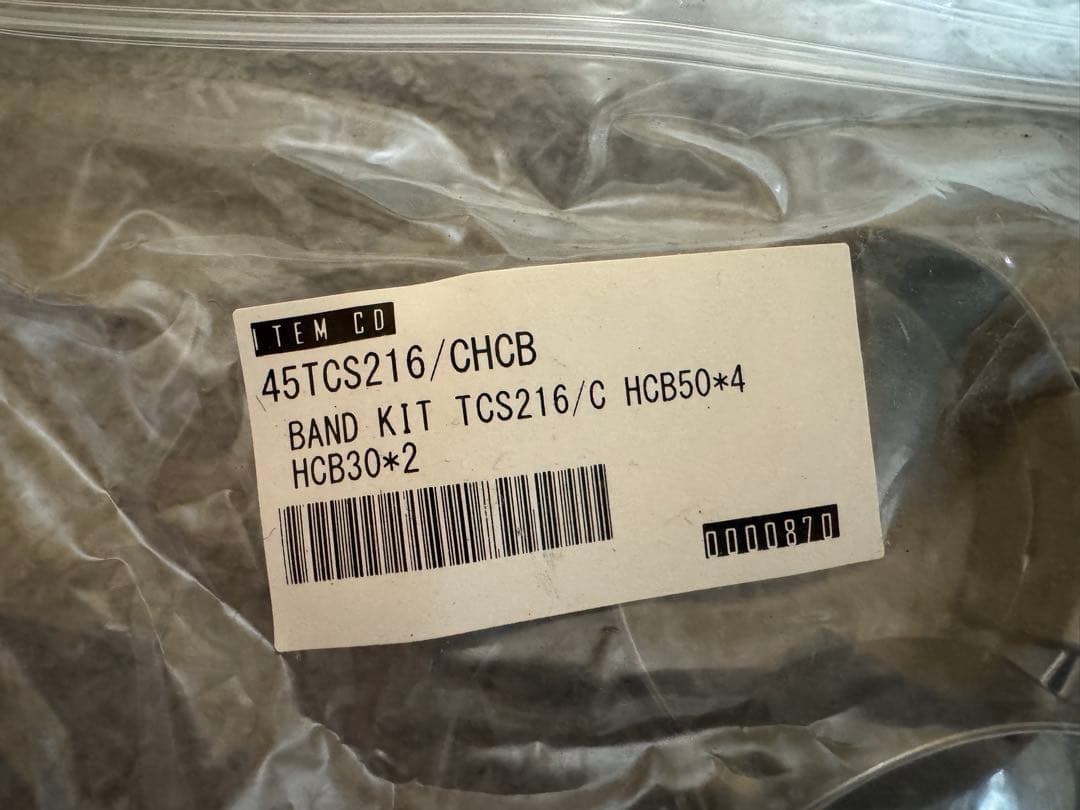 ITEM CD
45TCS216/CHCB
BAND KIT TCS216/C HCB50*4
HCB30*2
0000870